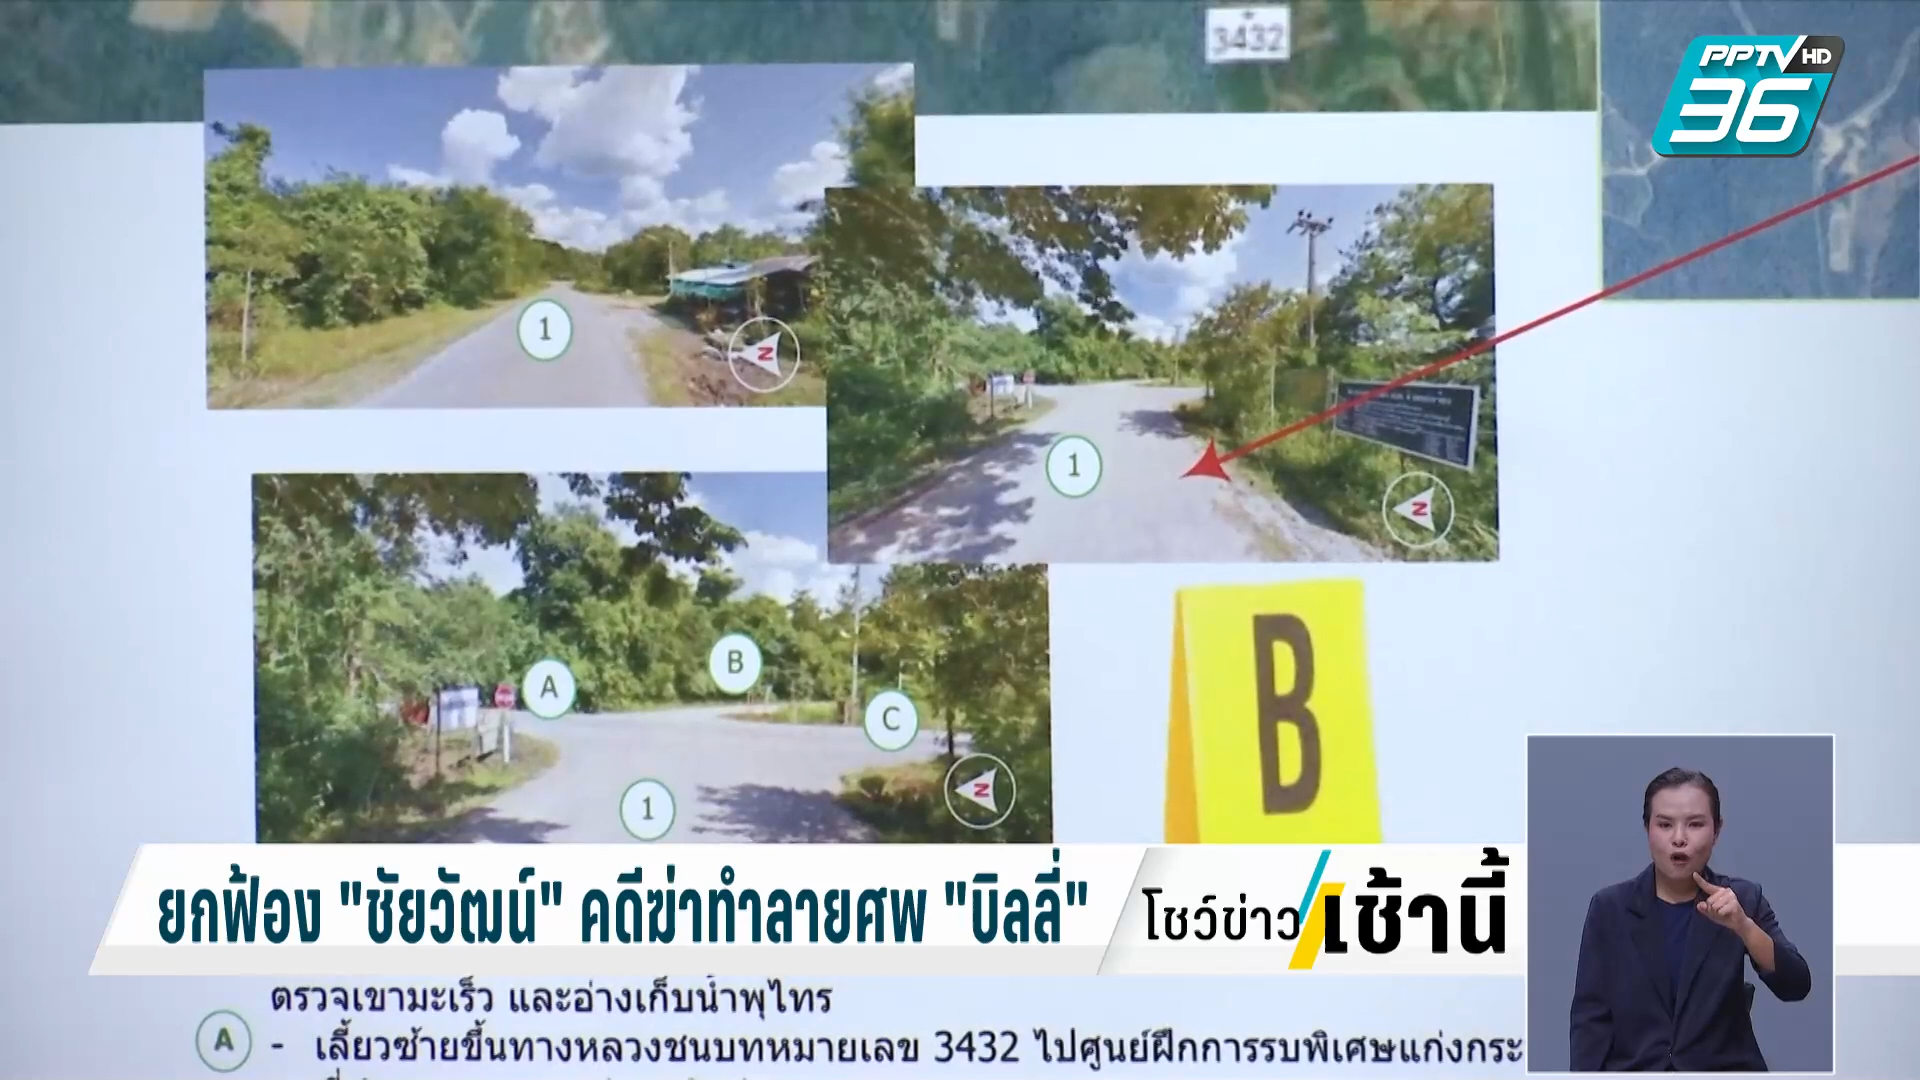 3432
PPTV HD
36
1
N
1
N
A
B
C
1
N
B
ยกฟ้อง "ชัยวัฒน์" คดีฆ่าทำลายศพ "บิลลี่"
โชว์ข่าว เช้านี้
ตรวจเขามะเร็ว และอ่างเก็บน้ำพุไทร
A - เลี้ยวซ้ายขึ้นทางหลวงชนบทหมายเลข 3432 ไปศูนย์ฝึกการรบพิเศษแก่งกระ